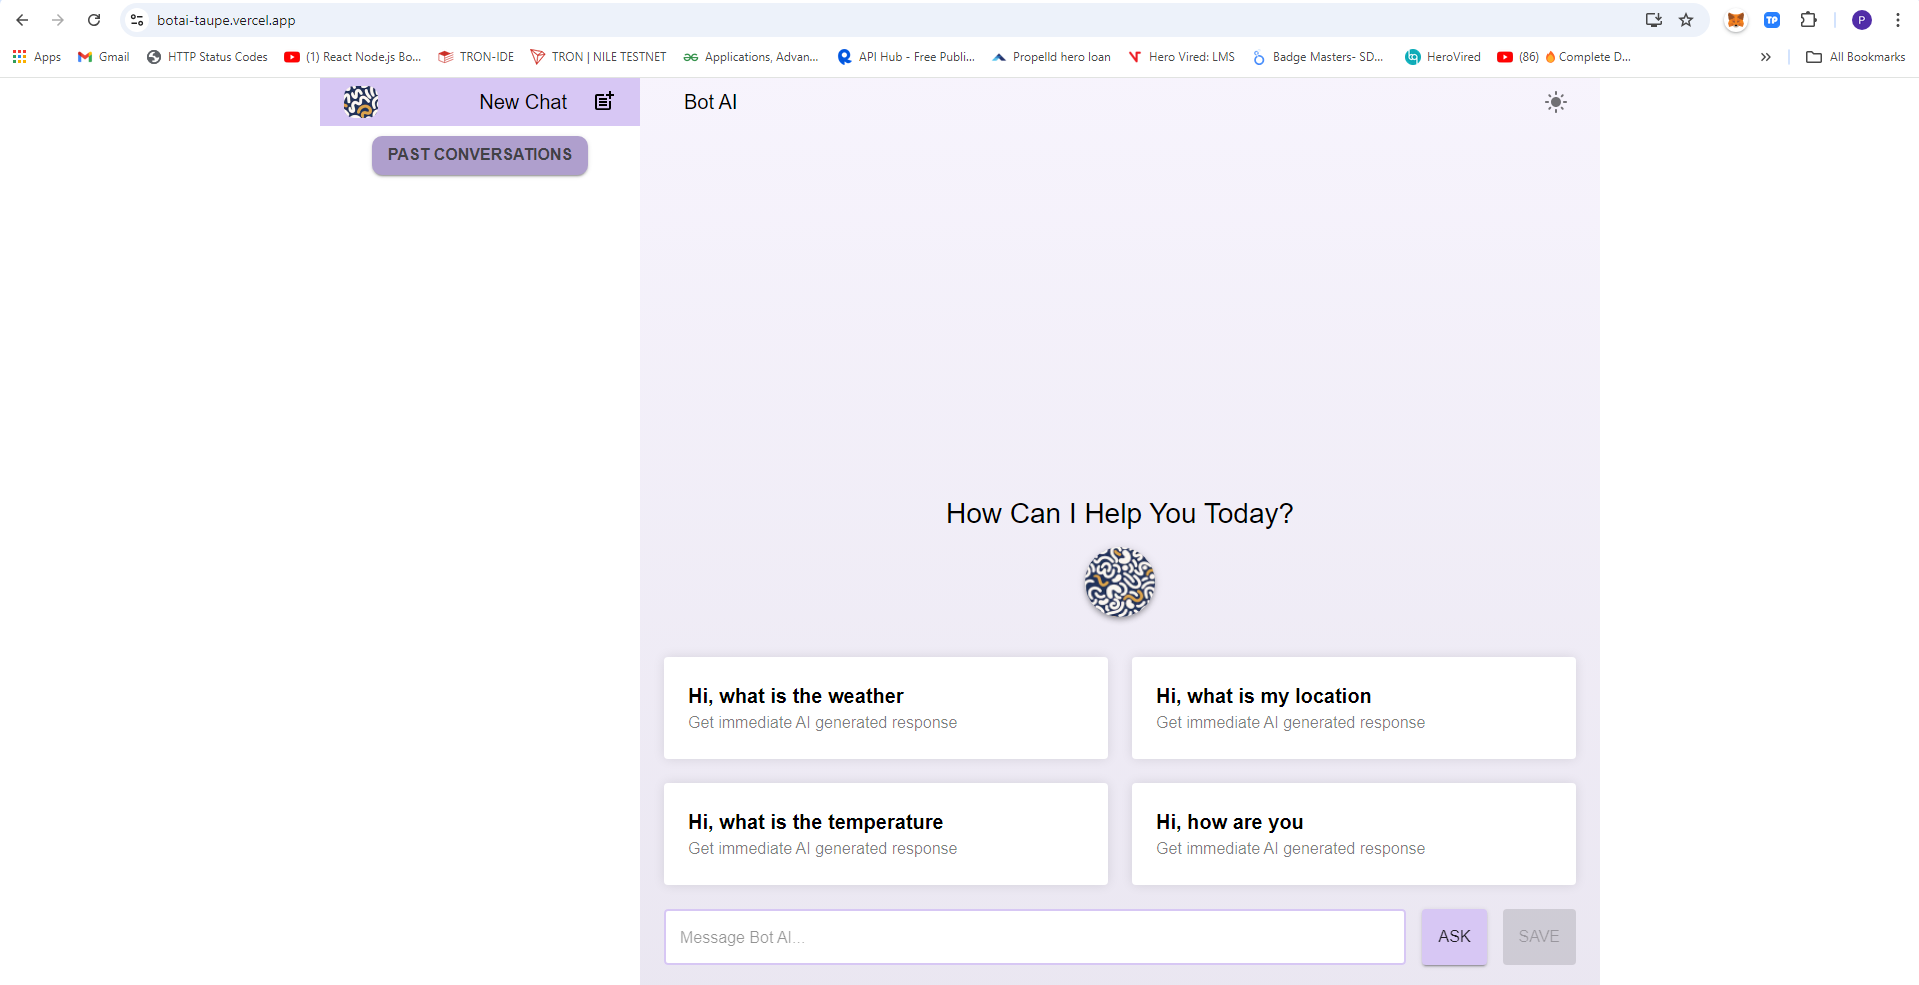 botai-taupe.vercel.app
Apps Gmail HTTP Status Codes (1) React Node.js Bo... TRON-IDE TRON | NILE TESTNET Applications, Advan... API Hub - Free Publi... Propelld hero loan Hero Vired: LMS Badge Masters- SD... HeroVired (86) 🔥 Complete D... » All Bookmarks
New Chat
PAST CONVERSATIONS
Bot AI
How Can I Help You Today?
Hi, what is the weather
Get immediate AI generated response
Hi, what is my location
Get immediate AI generated response
Hi, what is the temperature
Get immediate AI generated response
Hi, how are you
Get immediate AI generated response
Message Bot AI...
ASK
SAVE
TP
P